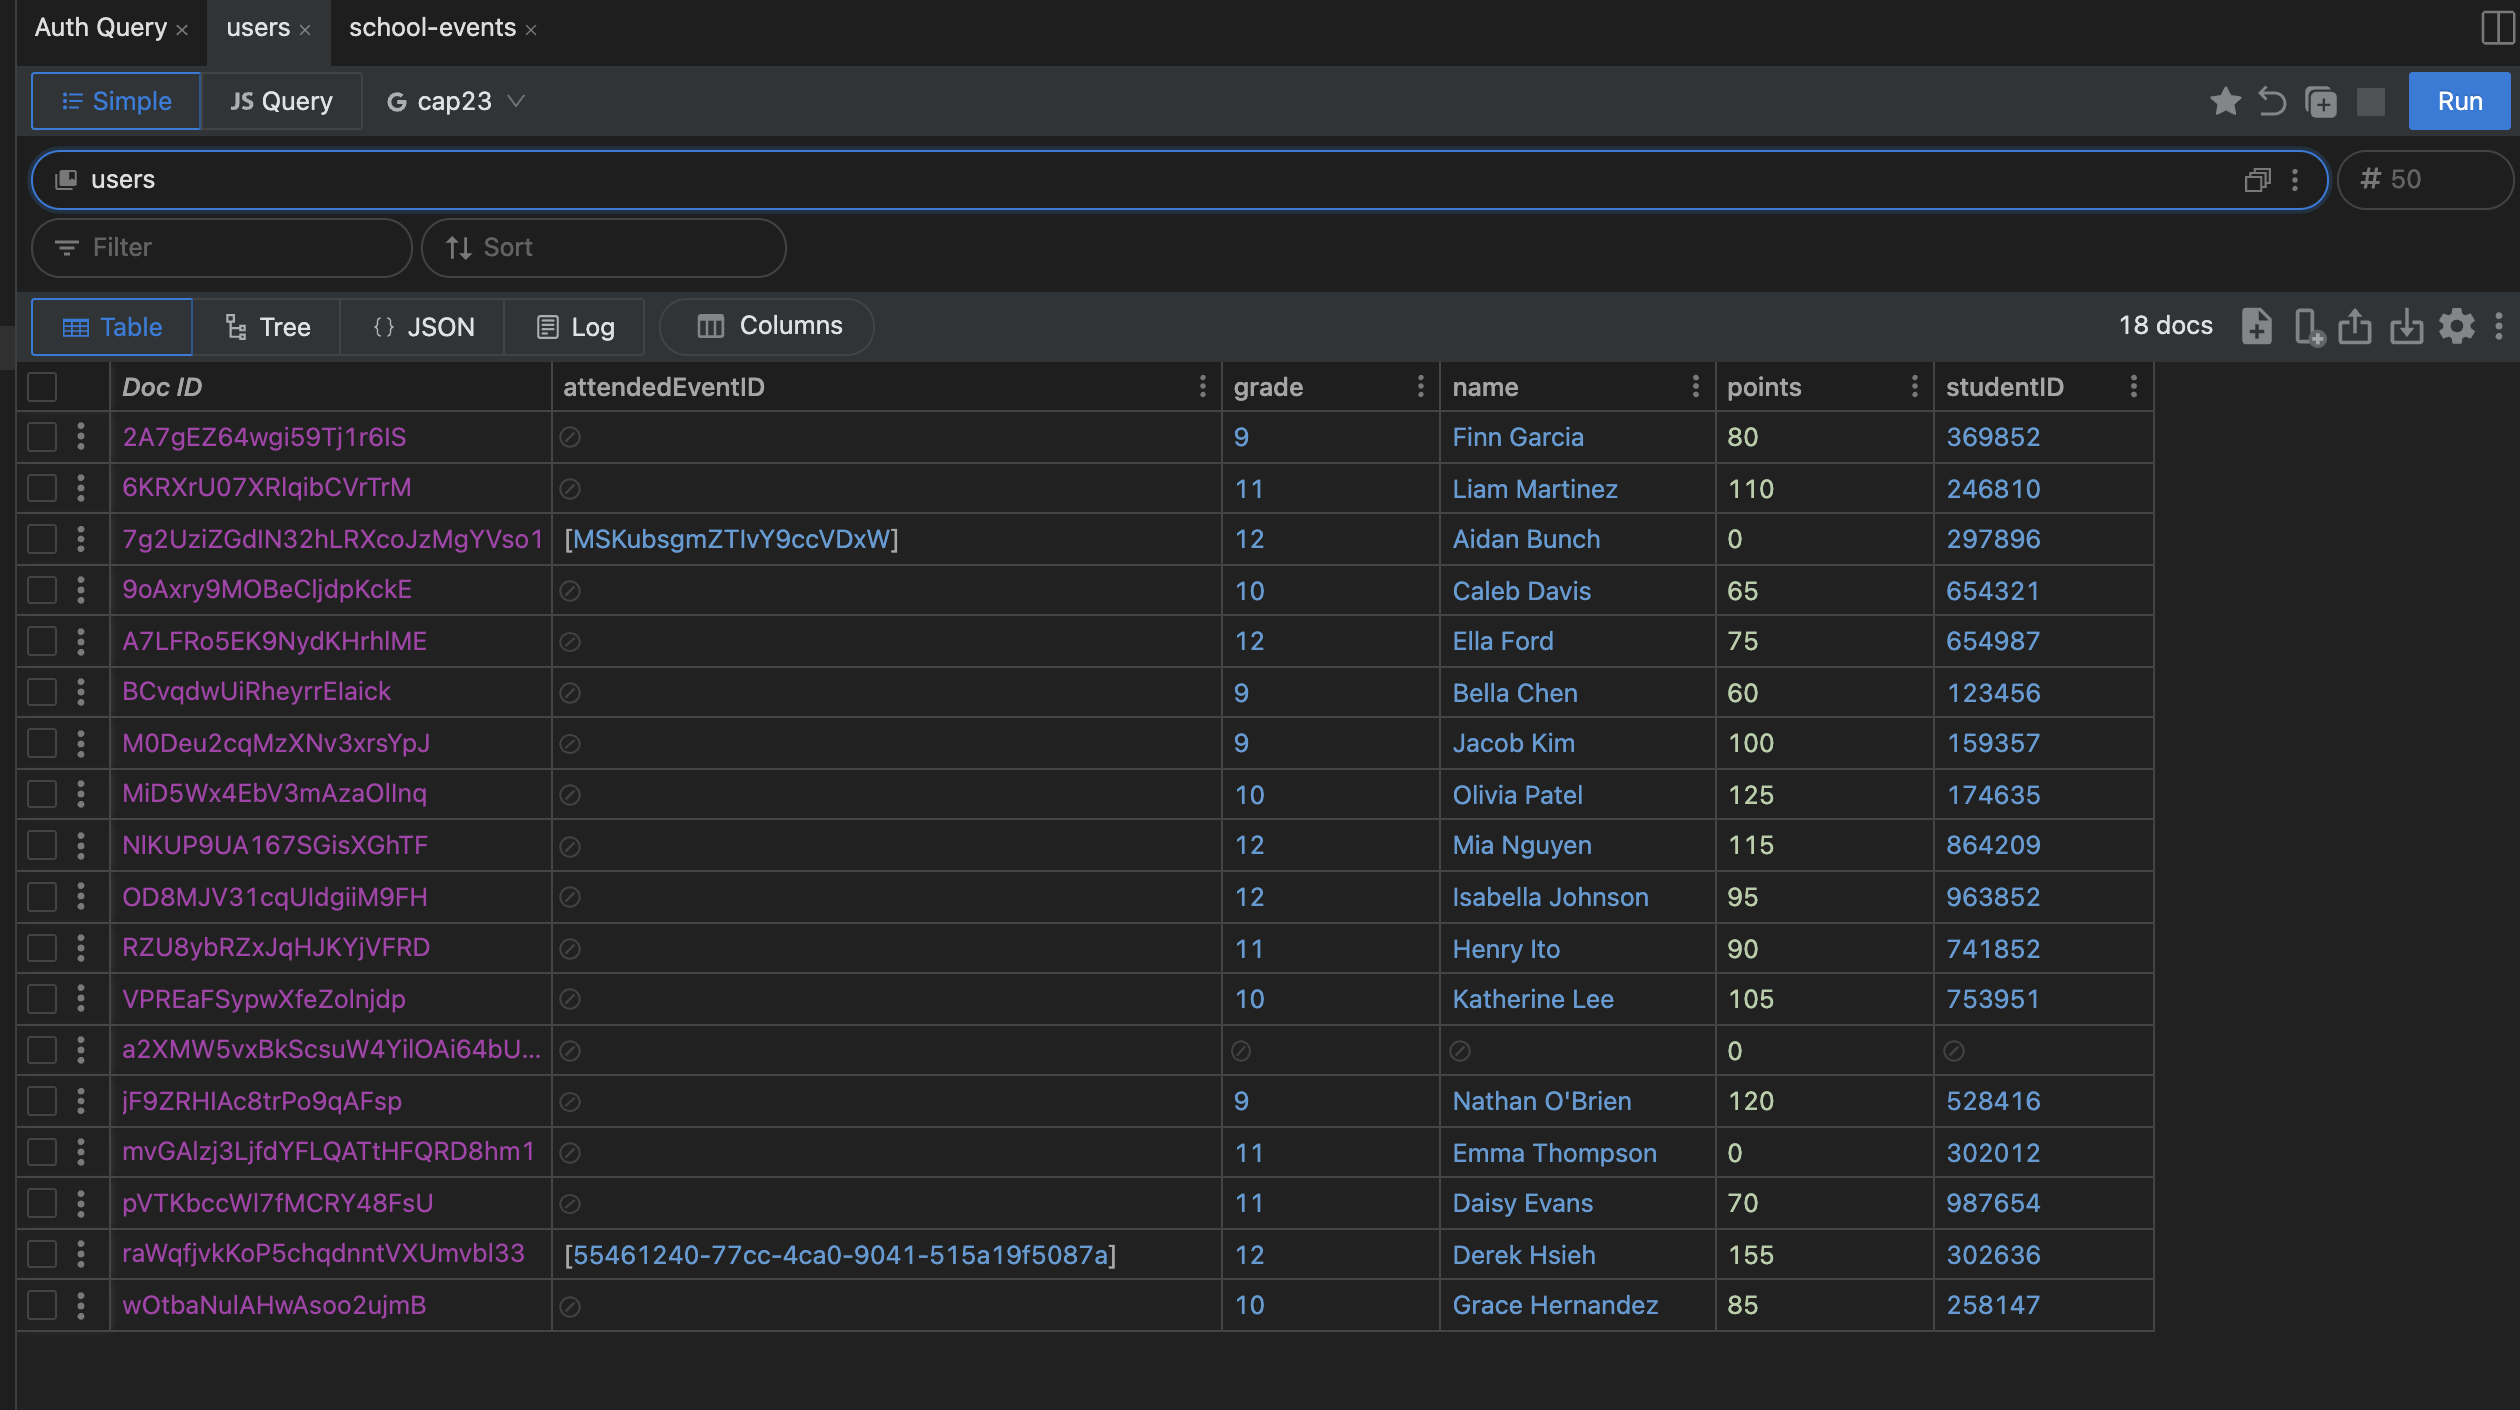 Auth Query × users × school-events ×
Simple JS Query cap23 Run
users # 50
Filter Sort
Table Tree {} JSON Log Columns 18 docs
Doc ID attendedEventID grade name points studentID
2A7gEZ64wgi59Tj1r6IS 9 Finn Garcia 80 369852
6KRXrU07XRlqibCVrTrM 11 Liam Martinez 110 246810
7g2UziZGdIN32hLRXcoJzMgYVso1 [MSKubsgmZTlvY9ccVDxW] 12 Aidan Bunch 0 297896
9oAxry9MOBeCljdpKckE 10 Caleb Davis 65 654321
A7LFRo5EK9NydKHrhlME 12 Ella Ford 75 654987
BCvqdwUiRheyrrElaick 9 Bella Chen 60 123456
M0Deu2cqMzXNv3xrsYpJ 9 Jacob Kim 100 159357
MiD5Wx4EbV3mAzaOlInq 10 Olivia Patel 125 174635
NlKUP9UA167SGisXGhTF 12 Mia Nguyen 115 864209
OD8MJV31cqUIdgiiM9FH 12 Isabella Johnson 95 963852
RZU8ybRZxJqHJKYjVFRD 11 Henry Ito 90 741852
VPREaFSypwXfeZolnjdp 10 Katherine Lee 105 753951
a2XMW5vxBkScsuW4YilOAi64bU... 0
jF9ZRHIAc8trPo9qAFsp 9 Nathan O'Brien 120 528416
mvGAlzj3LjfdYFLQATtHFQRD8hm1 11 Emma Thompson 0 302012
pVTKbccWl7fMCRY48FsU 11 Daisy Evans 70 987654
raWqfjvkKoP5chqdnntVXUmvbl33 [55461240-77cc-4ca0-9041-515a19f5087a] 12 Derek Hsieh 155 302636
wOtbaNulAHwAsoo2ujmB 10 Grace Hernandez 85 258147